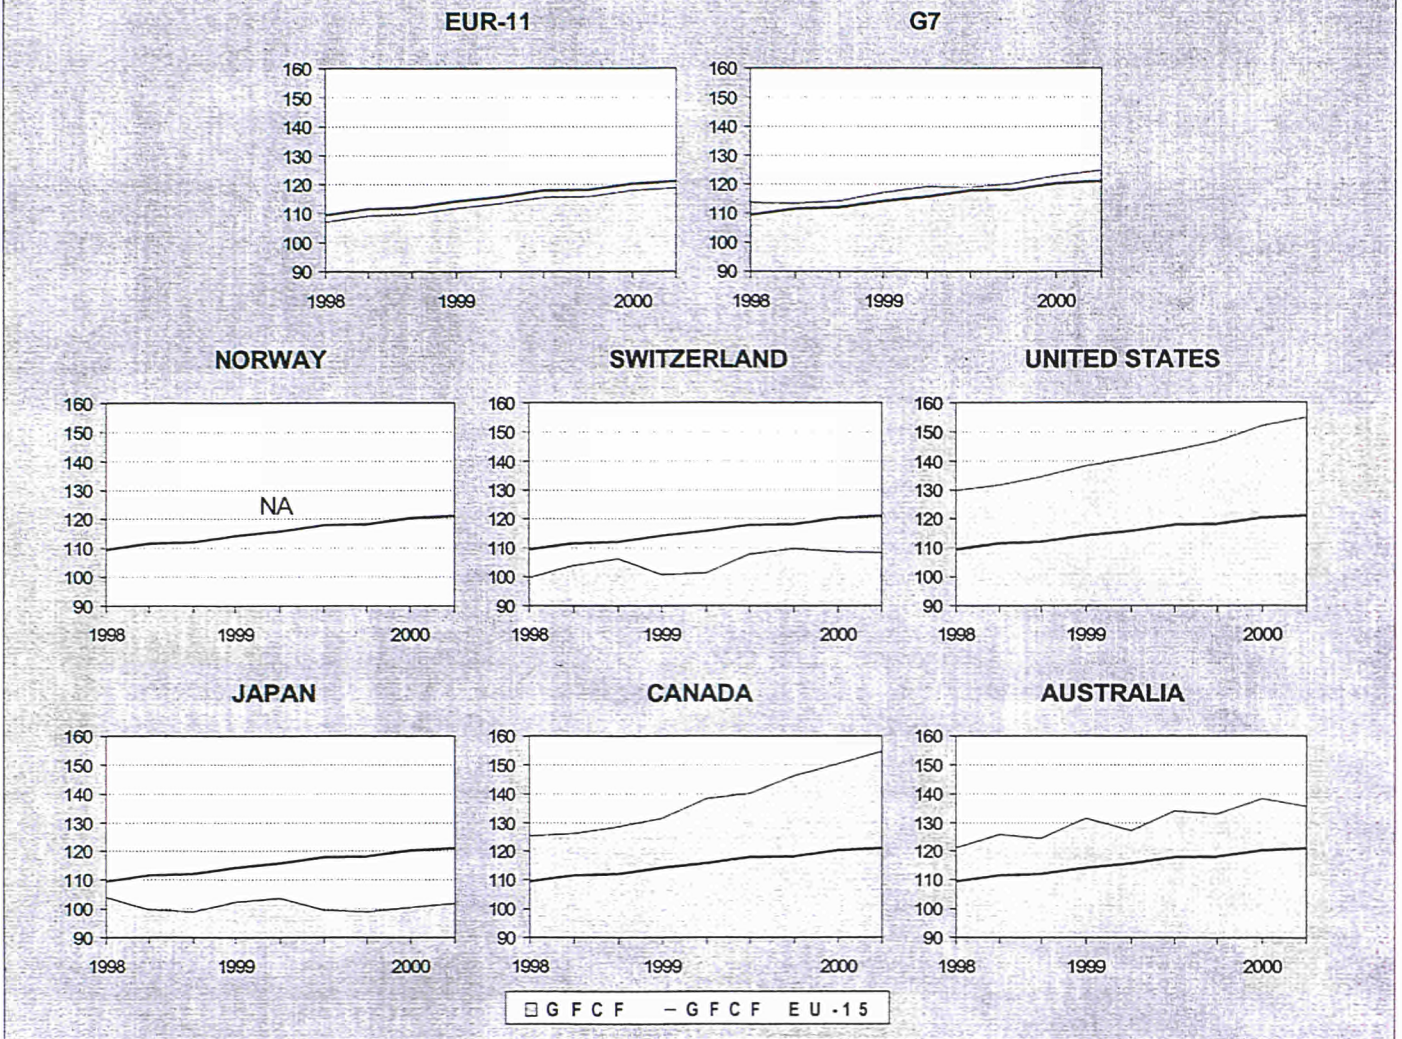 EUR-11 G7
160 160
150 150
140 140
130 130
120 120
110 110
100 100
90 90
1998 1999 2000 1998 1999 2000
NORWAY SWITZERLAND UNITED STATES
160 160 160
150 150 150
140 140 140
130 130 130
NA
120 120 120
110 110 110
100 100 100
90 90 90
1998 1999 2000 1998 1999 2000 1998 1999 2000
JAPAN CANADA AUSTRALIA
160 160 160
150 150 150
140 140 140
130 130 130
120 120 120
110 110 110
100 100 100
90 90 90
1998 1999 2000 1998 1999 2000 1998 1999 2000
GFCF GFCF EU-15